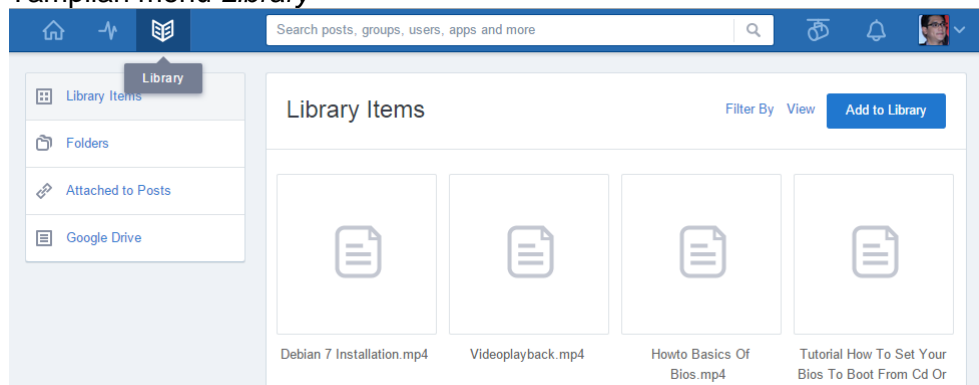 Tampilan menu Library
Search posts, groups, users, apps and more
Library
Library Items
Folders
Attached to Posts
Google Drive
Library Items
Filter By View Add to Library
Debian 7 Installation.mp4
Videoplayback.mp4
Howto Basics Of
Bios.mp4
Tutorial How To Set Your
Bios To Boot From Cd Or